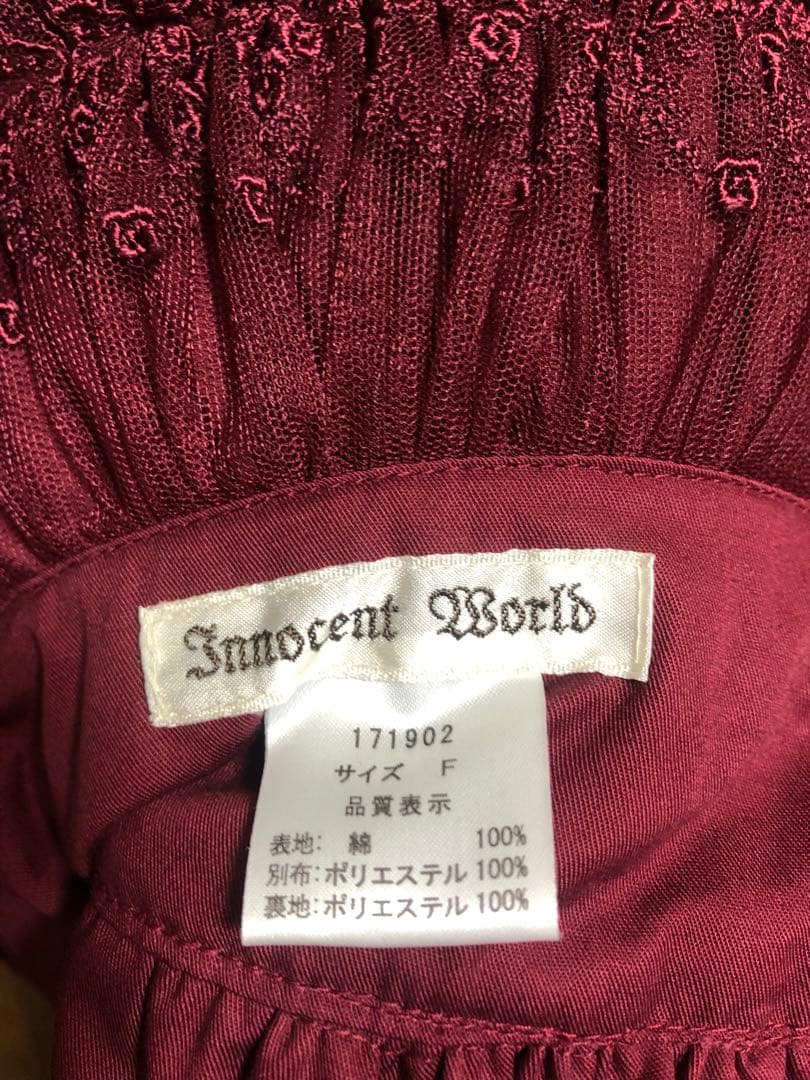 Innocent World
171902
サイズ F
品質表示
表地: 綿 100%
別布:ポリエステル 100%
裏地:ポリエステル 100%